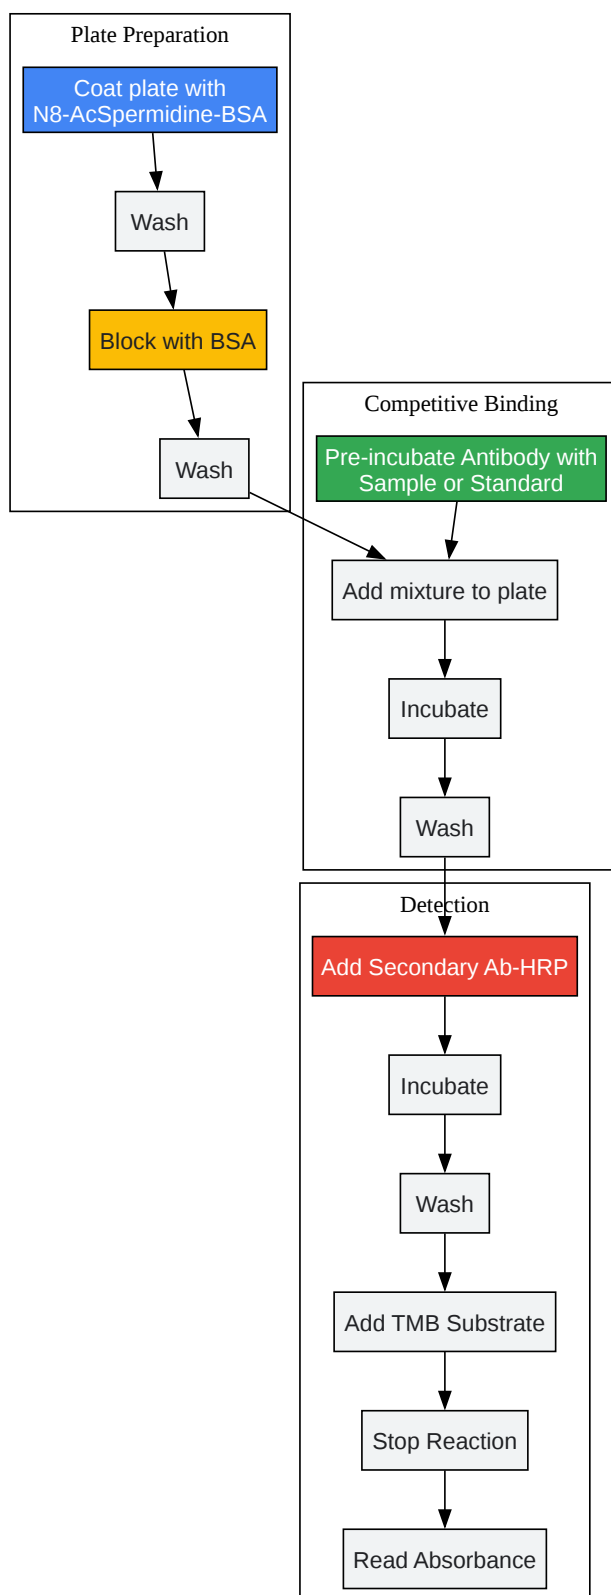 Plate Preparation
Coat plate with
N8-AcSpermidine-BSA
Wash
Block with BSA
Wash
Competitive Binding
Pre-incubate Antibody with
Sample or Standard
Add mixture to plate
Incubate
Wash
Detection
Add Secondary Ab-HRP
Incubate
Wash
Add TMB Substrate
Stop Reaction
Read Absorbance